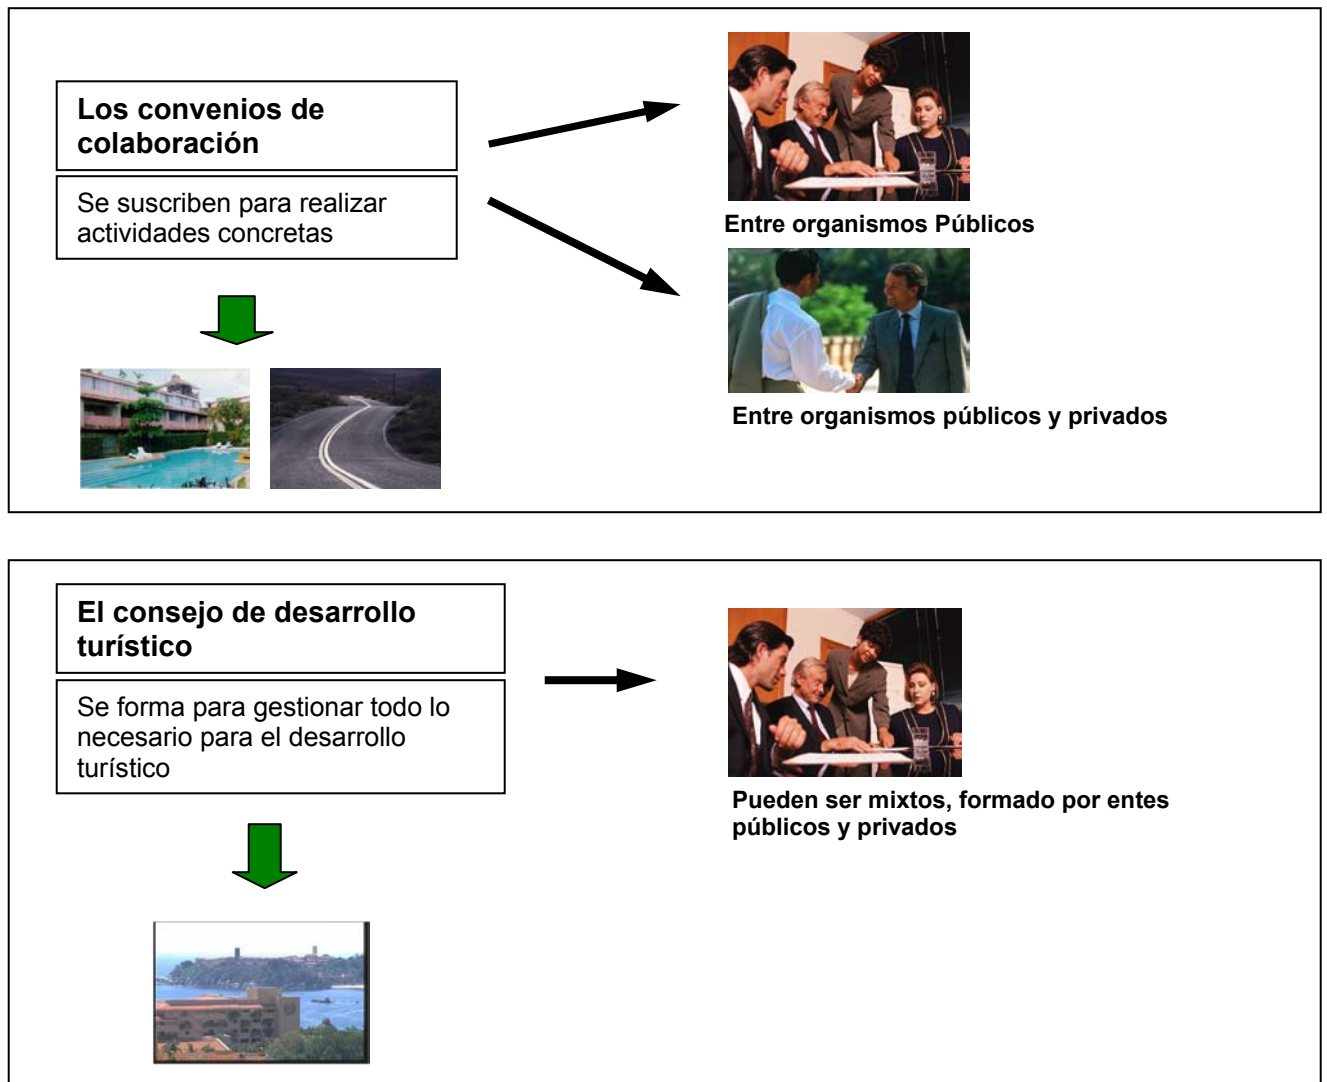 Los convenios de
colaboración
Se suscriben para realizar
actividades concretas
Entre organismos Públicos
Entre organismos públicos y privados
El consejo de desarrollo
turístico
Se forma para gestionar todo lo
necesario para el desarrollo
turístico
Pueden ser mixtos, formado por entes
públicos y privados